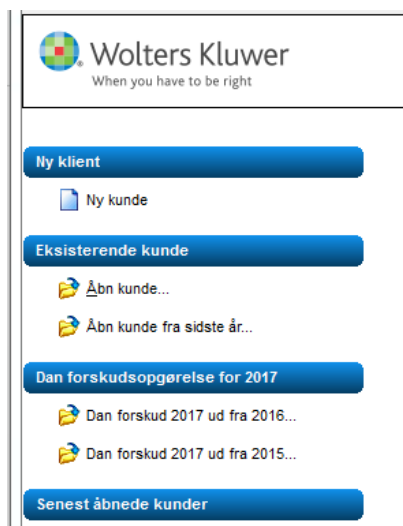 Wolters Kluwer
When you have to be right
Ny klient
Ny kunde
Eksisterende kunde
Åbn kunde...
Åbn kunde fra sidste år...
Dan forskudsopgørelse for 2017
Dan forskud 2017 ud fra 2016...
Dan forskud 2017 ud fra 2015...
Senest åbnede kunder